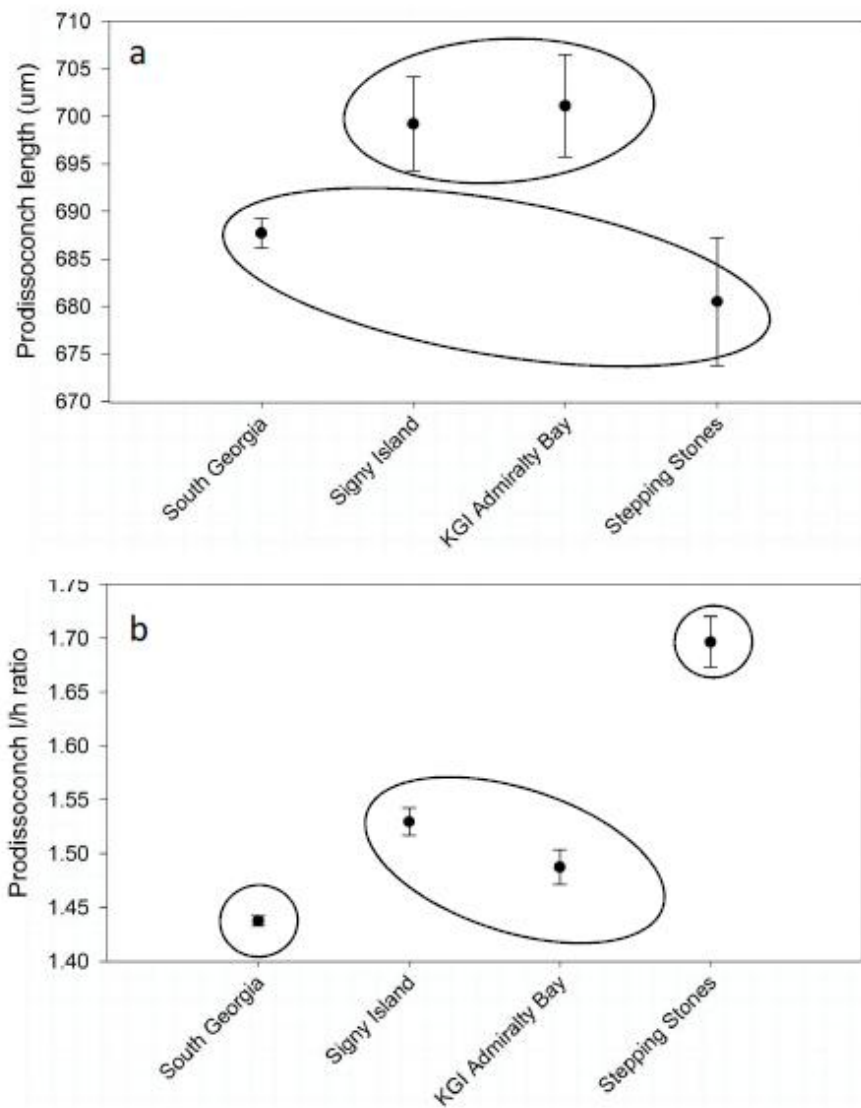 a
Prodissoconch length (um)
710
705
700
695
690
685
680
675
670
South Georgia
Signy Island
KGI Admiralty Bay
Stepping Stones
b
Prodissoconch l/h ratio
1.75
1.70
1.65
1.60
1.55
1.50
1.45
1.40
South Georgia
Signy Island
KGI Admiralty Bay
Stepping Stones